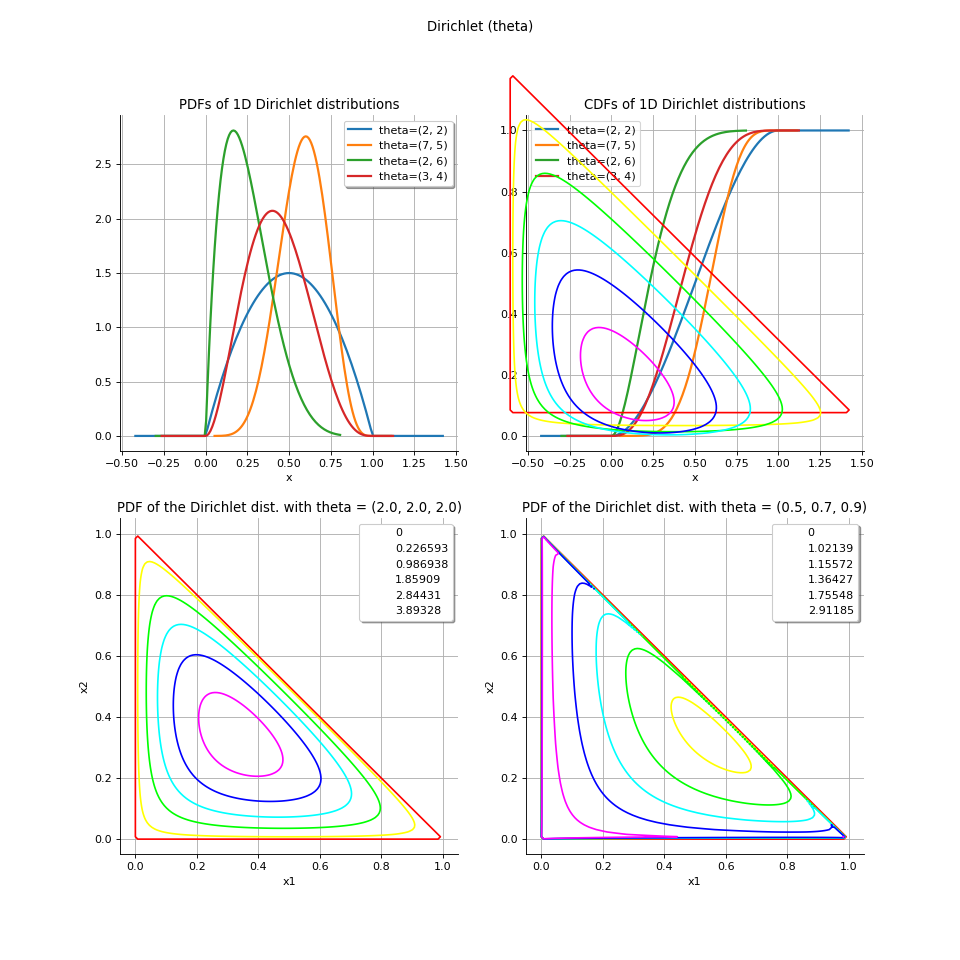 Dirichlet (theta)
PDFs of 1D Dirichlet distributions
theta=(2, 2)
theta=(7, 5)
theta=(2, 6)
theta=(3, 4)
2.5
2.0
1.5
1.0
0.5
0.0
−0.50 −0.25 0.00 0.25 0.50 0.75 1.00 1.25 1.50
x
CDFs of 1D Dirichlet distributions
theta=(2, 2)
theta=(7, 5)
theta=(2, 6)
theta=(3, 4)
1.0
0.8
0.6
0.4
0.2
0.0
−0.50 −0.25 0.00 0.25 0.50 0.75 1.00 1.25 1.50
x
PDF of the Dirichlet dist. with theta = (2.0, 2.0, 2.0)
0
0.226593
0.986938
1.85909
2.84431
3.89328
1.0
0.8
0.6
0.4
0.2
0.0
x2
0.0 0.2 0.4 0.6 0.8 1.0
x1
PDF of the Dirichlet dist. with theta = (0.5, 0.7, 0.9)
0
1.02139
1.15572
1.36427
1.75548
2.91185
1.0
0.8
0.6
0.4
0.2
0.0
x2
0.0 0.2 0.4 0.6 0.8 1.0
x1